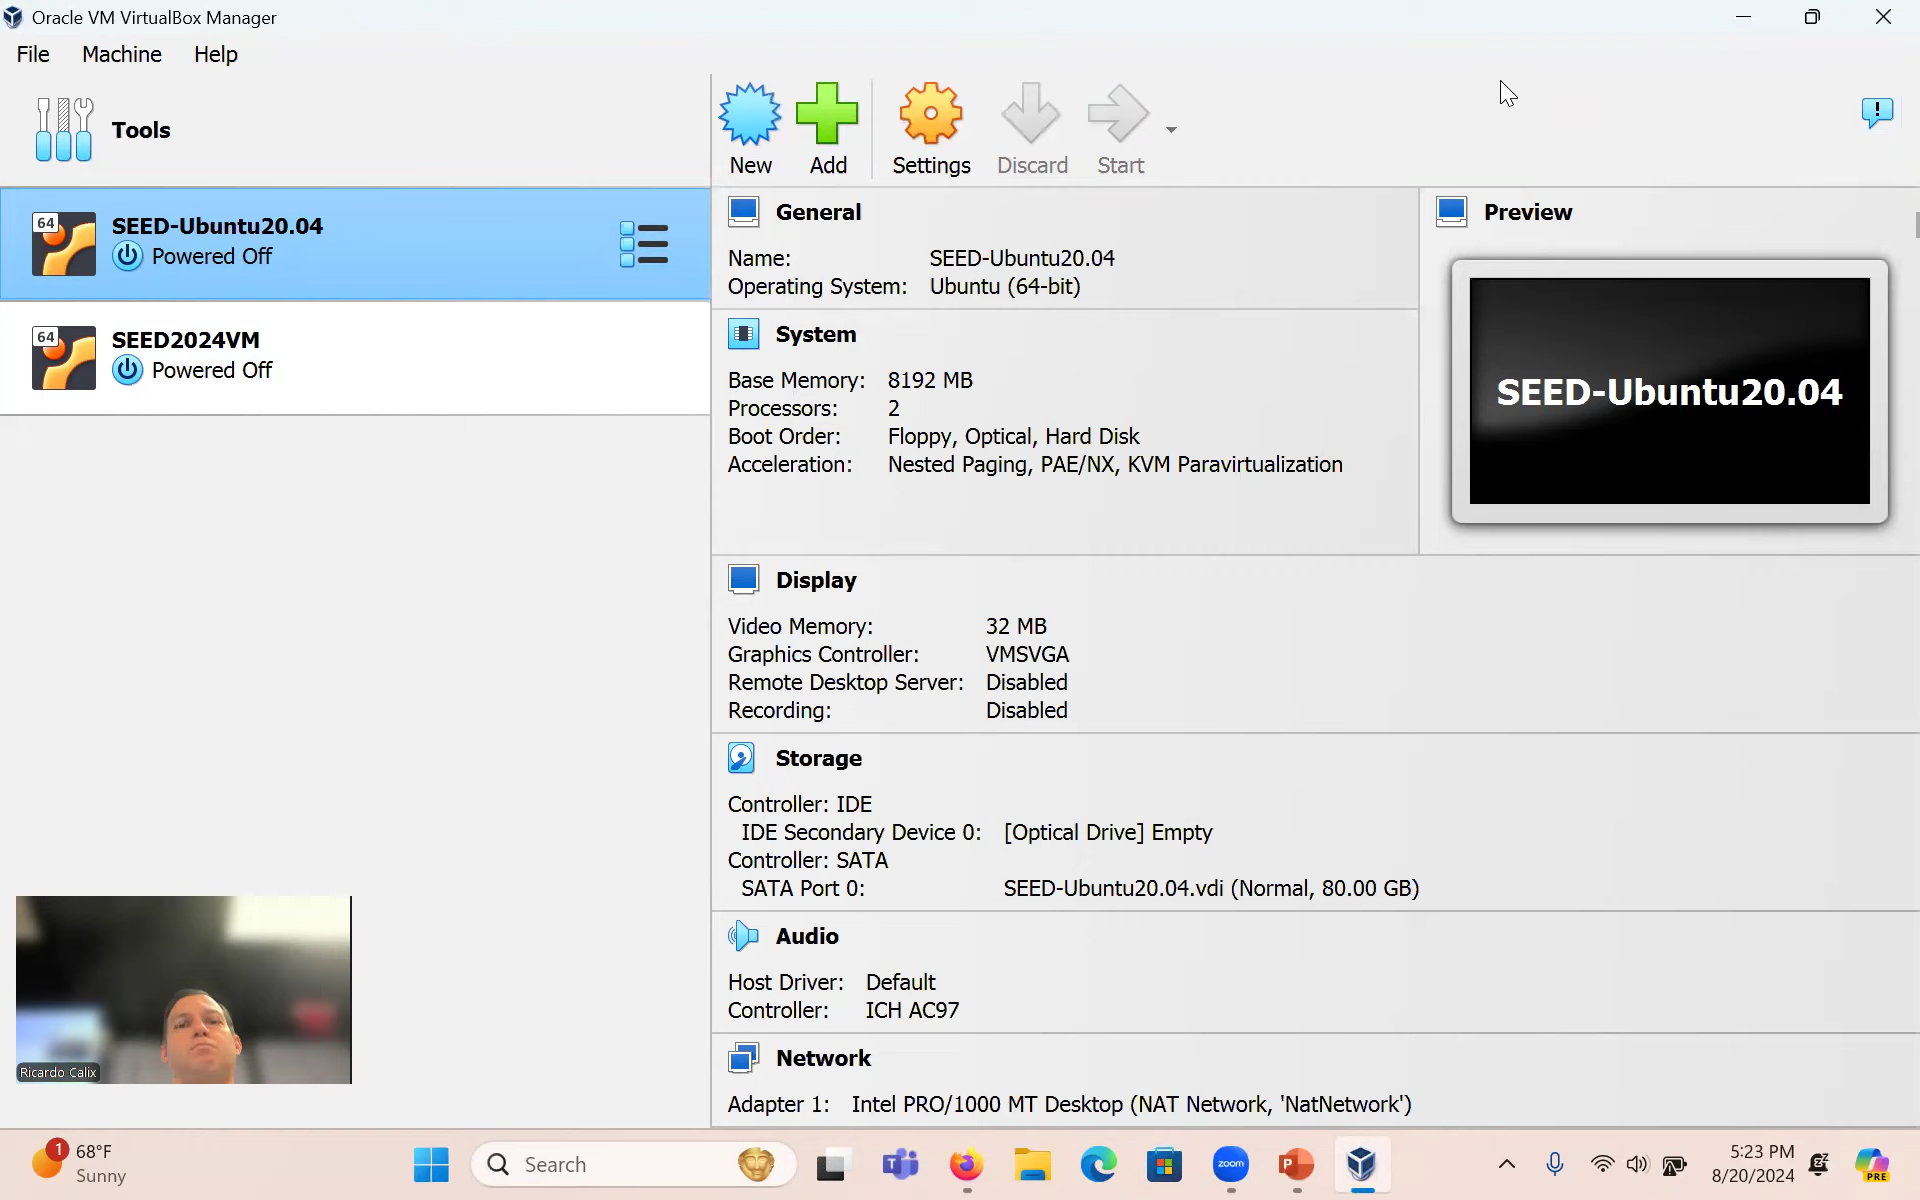 Oracle VM VirtualBox Manager
File Machine Help
Tools
New Add Settings Discard Start
64
SEED-Ubuntu20.04
Powered Off
64
SEED2024VM
Powered Off
General
Name: SEED-Ubuntu20.04
Operating System: Ubuntu (64-bit)
System
Base Memory: 8192 MB
Processors: 2
Boot Order: Floppy, Optical, Hard Disk
Acceleration: Nested Paging, PAE/NX, KVM Paravirtualization
Preview
SEED-Ubuntu20.04
Display
Video Memory: 32 MB
Graphics Controller: VMSVGA
Remote Desktop Server: Disabled
Recording: Disabled
Storage
Controller: IDE
IDE Secondary Device 0: [Optical Drive] Empty
Controller: SATA
SATA Port 0: SEED-Ubuntu20.04.vdi (Normal, 80.00 GB)
Audio
Host Driver: Default
Controller: ICH AC97
Network
Adapter 1: Intel PRO/1000 MT Desktop (NAT Network, 'NatNetwork')
Ricardo Calix
1
68°F
Sunny
Search
T
zoom
P
5:23 PM
8/20/2024
PRE